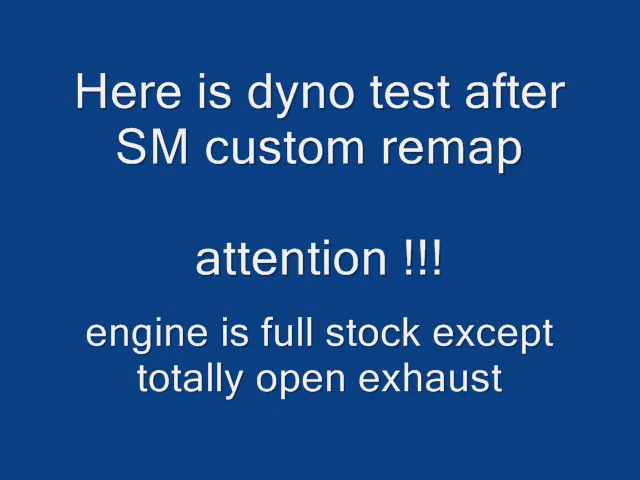 Here is dyno test after
SM custom remap
attention !!!
engine is full stock except
totally open exhaust